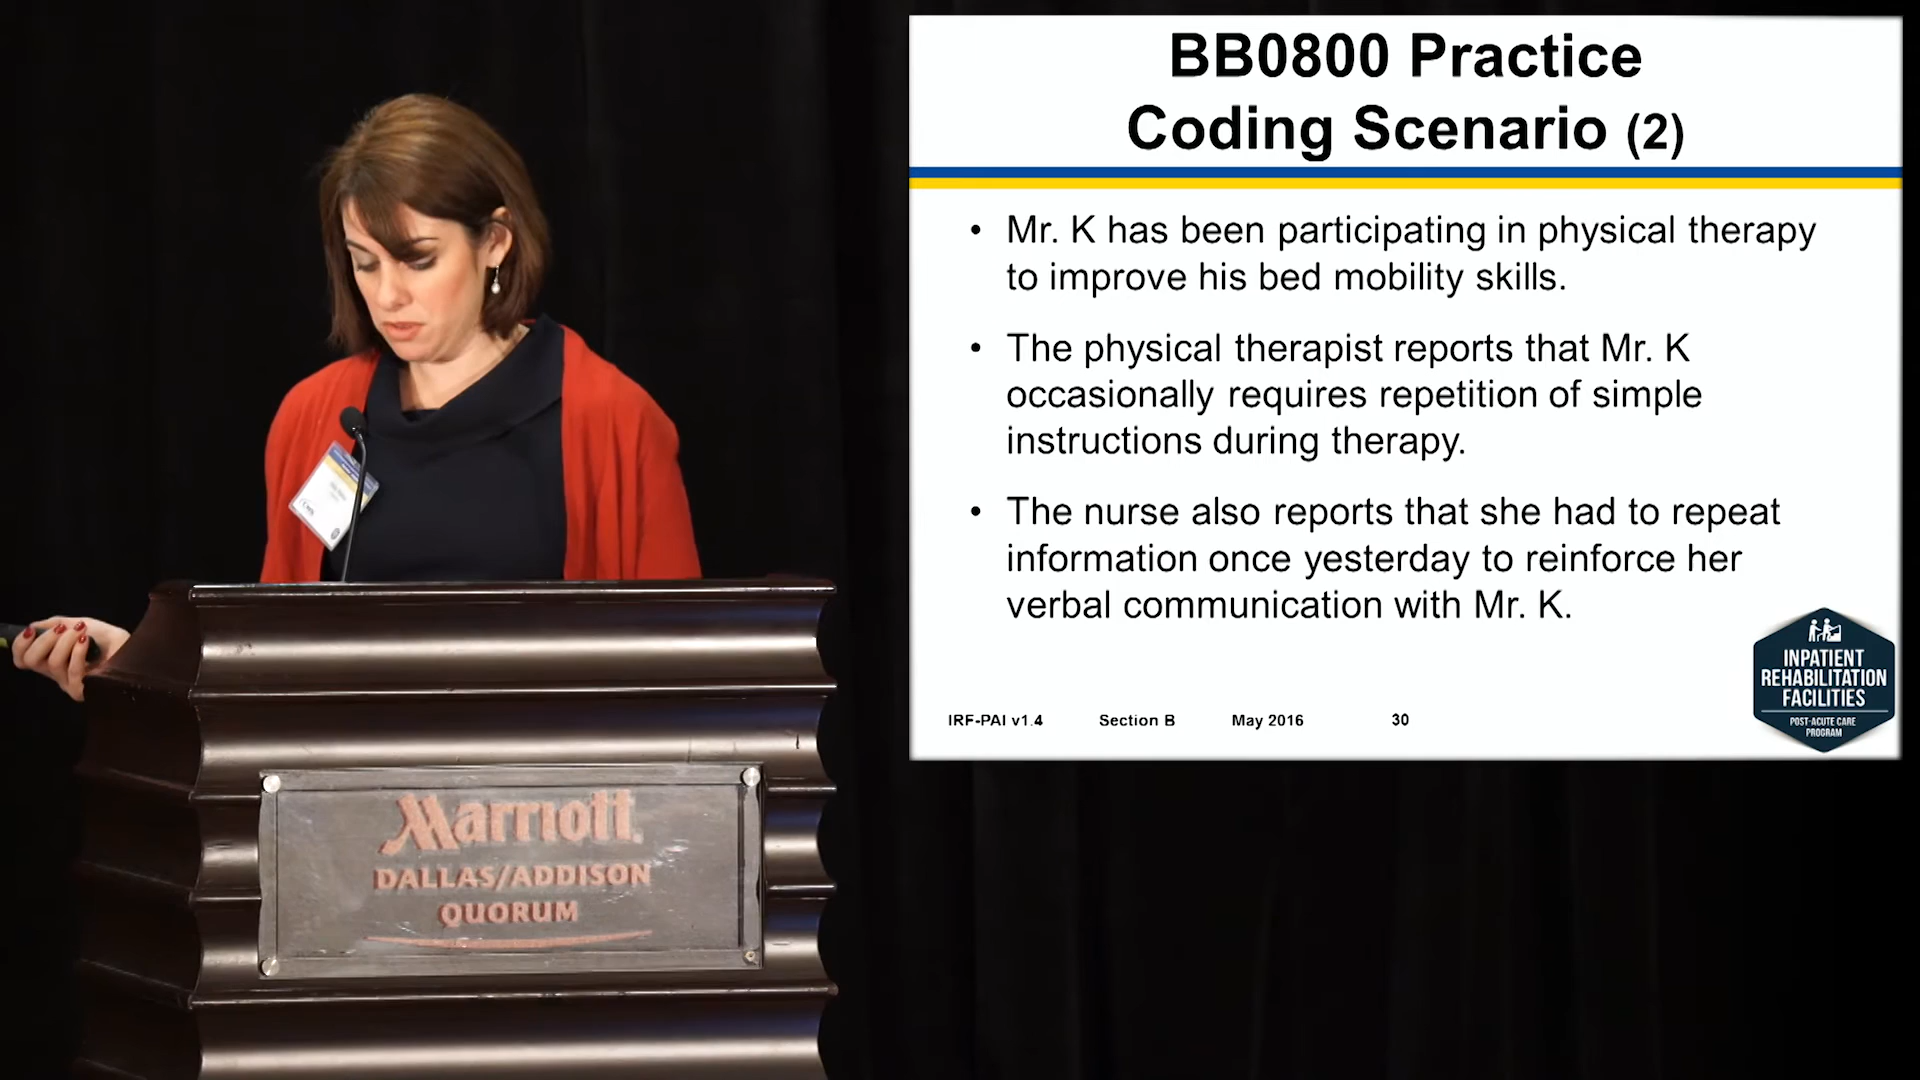 BB0800 Practice
Coding Scenario (2)
• Mr. K has been participating in physical therapy
to improve his bed mobility skills.
• The physical therapist reports that Mr. K
occasionally requires repetition of simple
instructions during therapy.
• The nurse also reports that she had to repeat
information once yesterday to reinforce her
verbal communication with Mr. K.
INPATIENT
REHABILITATION
FACILITIES
POST-ACUTE CARE
PROGRAM
IRF-PAI v1.4 Section B May 2016 30
Marriott
DALLAS/ADDISON
QUORUM